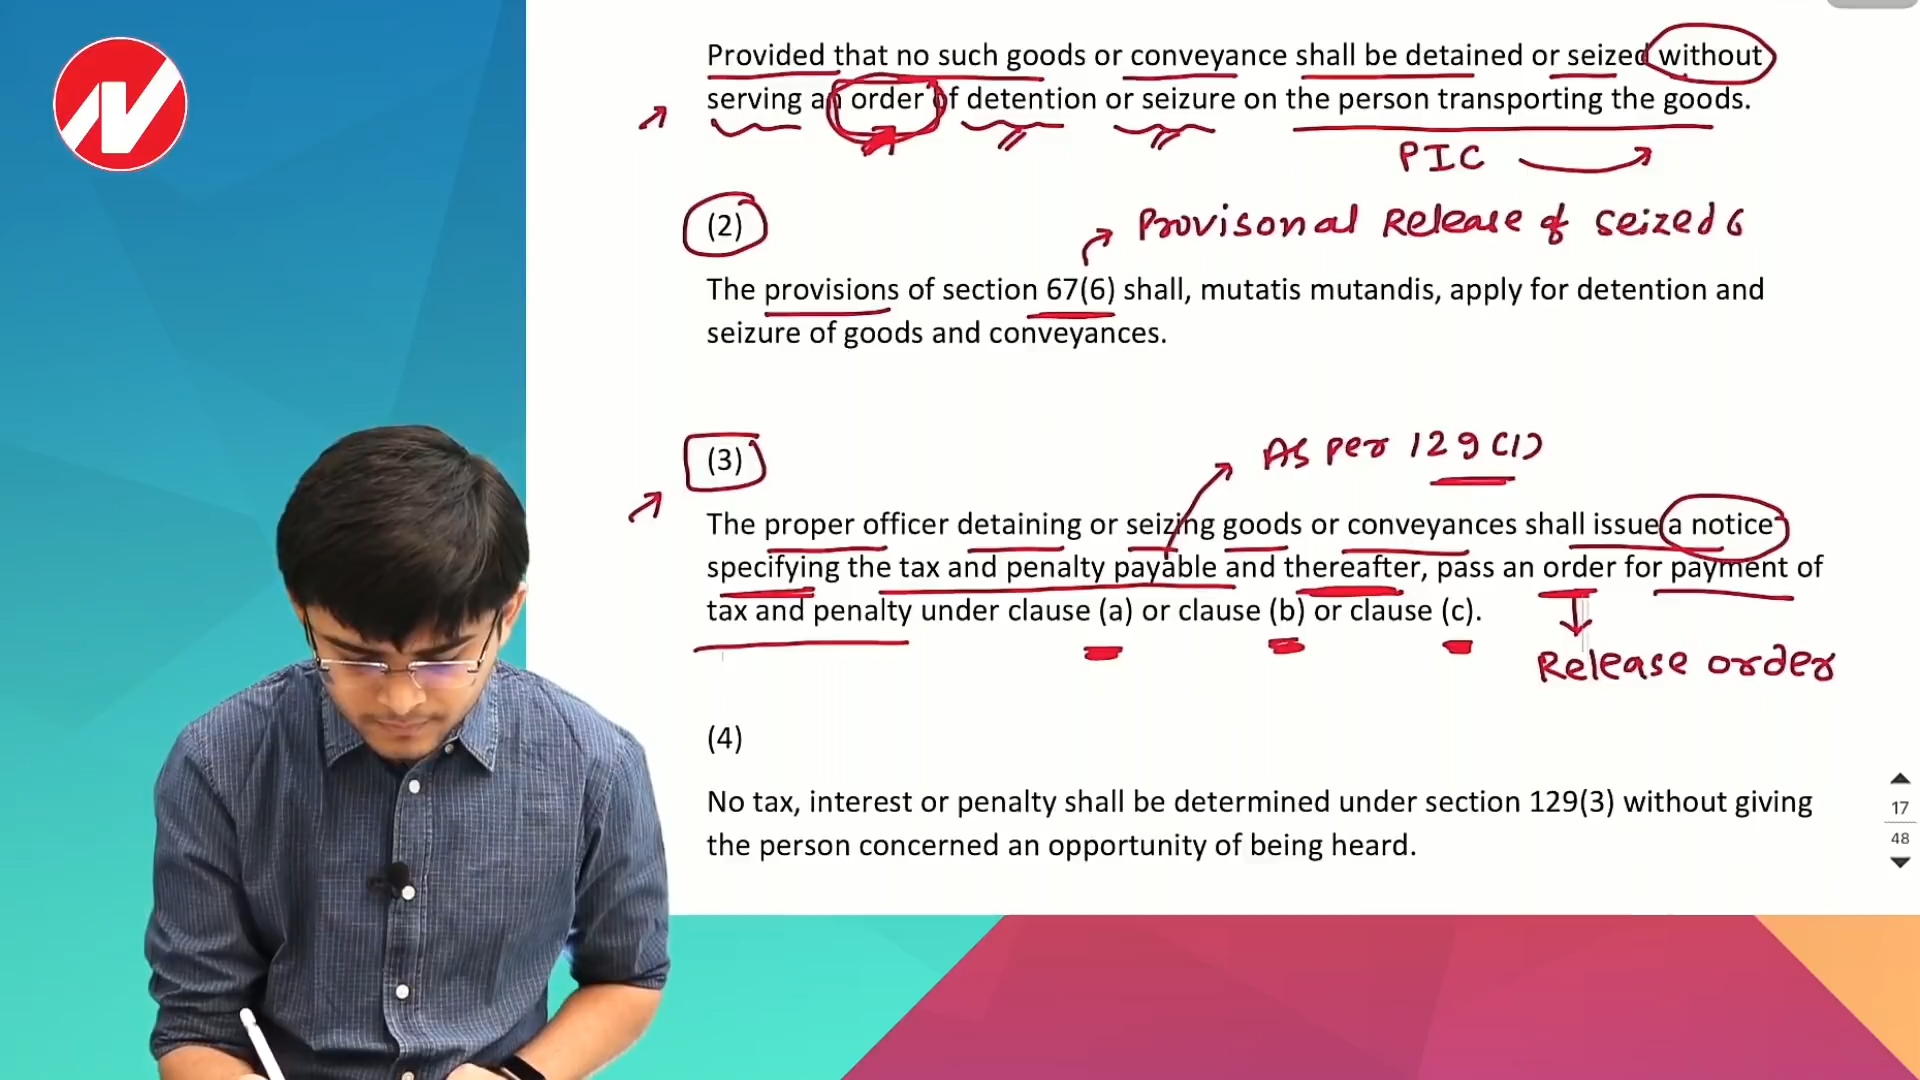 Provided that no such goods or conveyance shall be detained or seized without
serving an order of detention or seizure on the person transporting the goods.
PIC
(2)
Provisonal Release of seized G
The provisions of section 67(6) shall, mutatis mutandis, apply for detention and
seizure of goods and conveyances.
(3)
As per 129(1)
The proper officer detaining or seizing goods or conveyances shall issue a notice
specifying the tax and penalty payable and thereafter, pass an order for payment of
tax and penalty under clause (a) or clause (b) or clause (c).
Release order
(4)
No tax, interest or penalty shall be determined under section 129(3) without giving
the person concerned an opportunity of being heard.
17
48